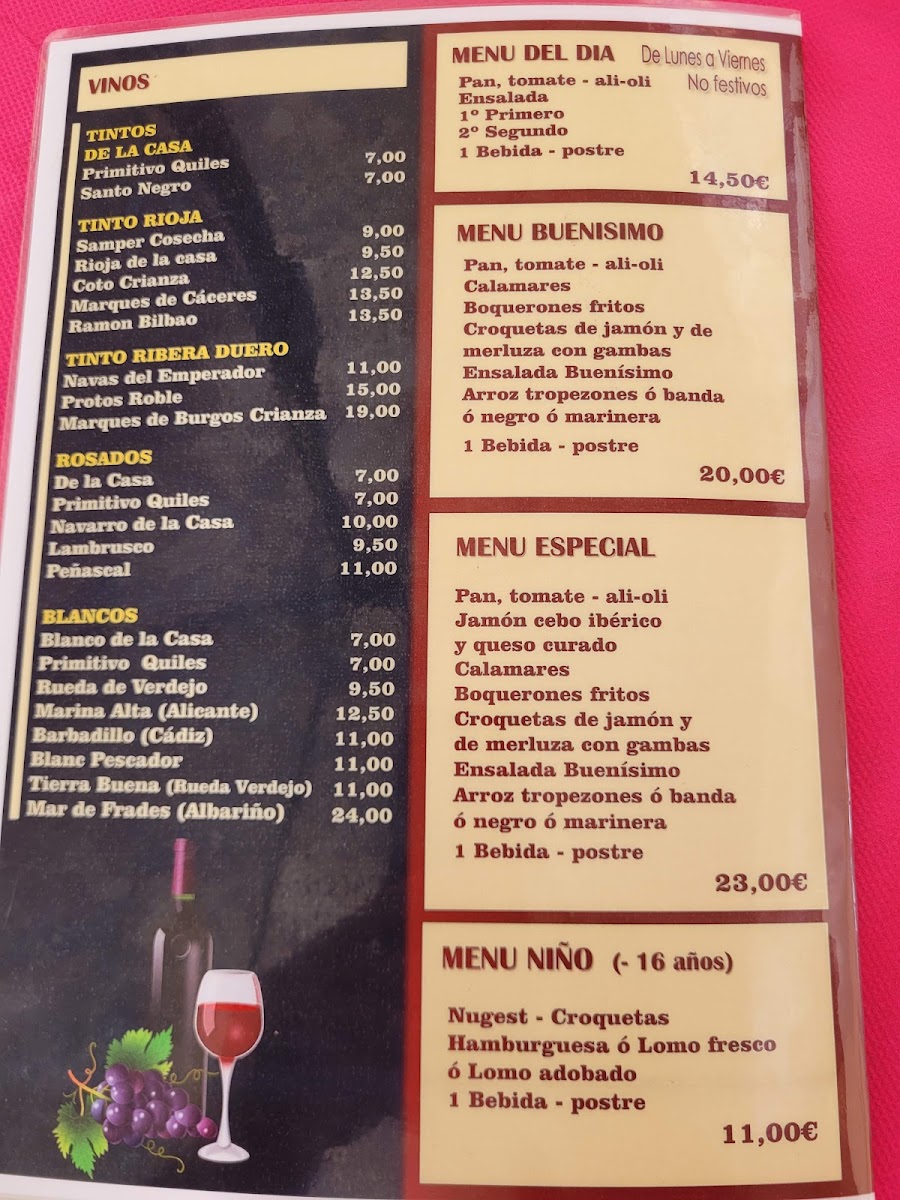 VINOS
TINTOS
DE LA CASA
Primitivo Quiles 7,00
Santo Negro 7,00
TINTO RIOJA
Samper Cosecha 9,00
Rioja de la casa 9,50
Coto Crianza 12,50
Marques de Cáceres 13,50
Ramon Bilbao 13,50
TINTO RIBERA DUERO
Navas del Emperador 11,00
Protos Roble 15,00
Marques de Burgos Crianza 19,00
ROSADOS
De la Casa 7,00
Primitivo Quiles 7,00
Navarro de la Casa 10,00
Lambrusco 9,50
Peñascal 11,00
BLANCOS
Blanco de la Casa 7,00
Primitivo Quiles 7,00
Rueda de Verdejo 9,50
Marina Alta (Alicante) 12,50
Barbadillo (Cádiz) 11,00
Blanc Pescador 11,00
Tierra Buena (Rueda Verdejo) 11,00
Mar de Frades (Albariño) 24,00
MENU DEL DIA De Lunes a Viernes
No festivos
Pan, tomate - ali-oli
Ensalada
1º Primero
2º Segundo
1 Bebida - postre
14,50€
MENU BUENISIMO
Pan, tomate - ali-oli
Calamares
Boquerones fritos
Croquetas de jamón y de
merluza con gambas
Ensalada Buenísimo
Arroz tropezones ó banda
ó negro ó marinera
1 Bebida - postre
20,00€
MENU ESPECIAL
Pan, tomate - ali-oli
Jamón cebo ibérico
y queso curado
Calamares
Boquerones fritos
Croquetas de jamón y
de merluza con gambas
Ensalada Buenísimo
Arroz tropezones ó banda
ó negro ó marinera
1 Bebida - postre
23,00€
MENU NIÑO (- 16 años)
Nugest - Croquetas
Hamburguesa ó Lomo fresco
ó Lomo adobado
1 Bebida - postre
11,00€